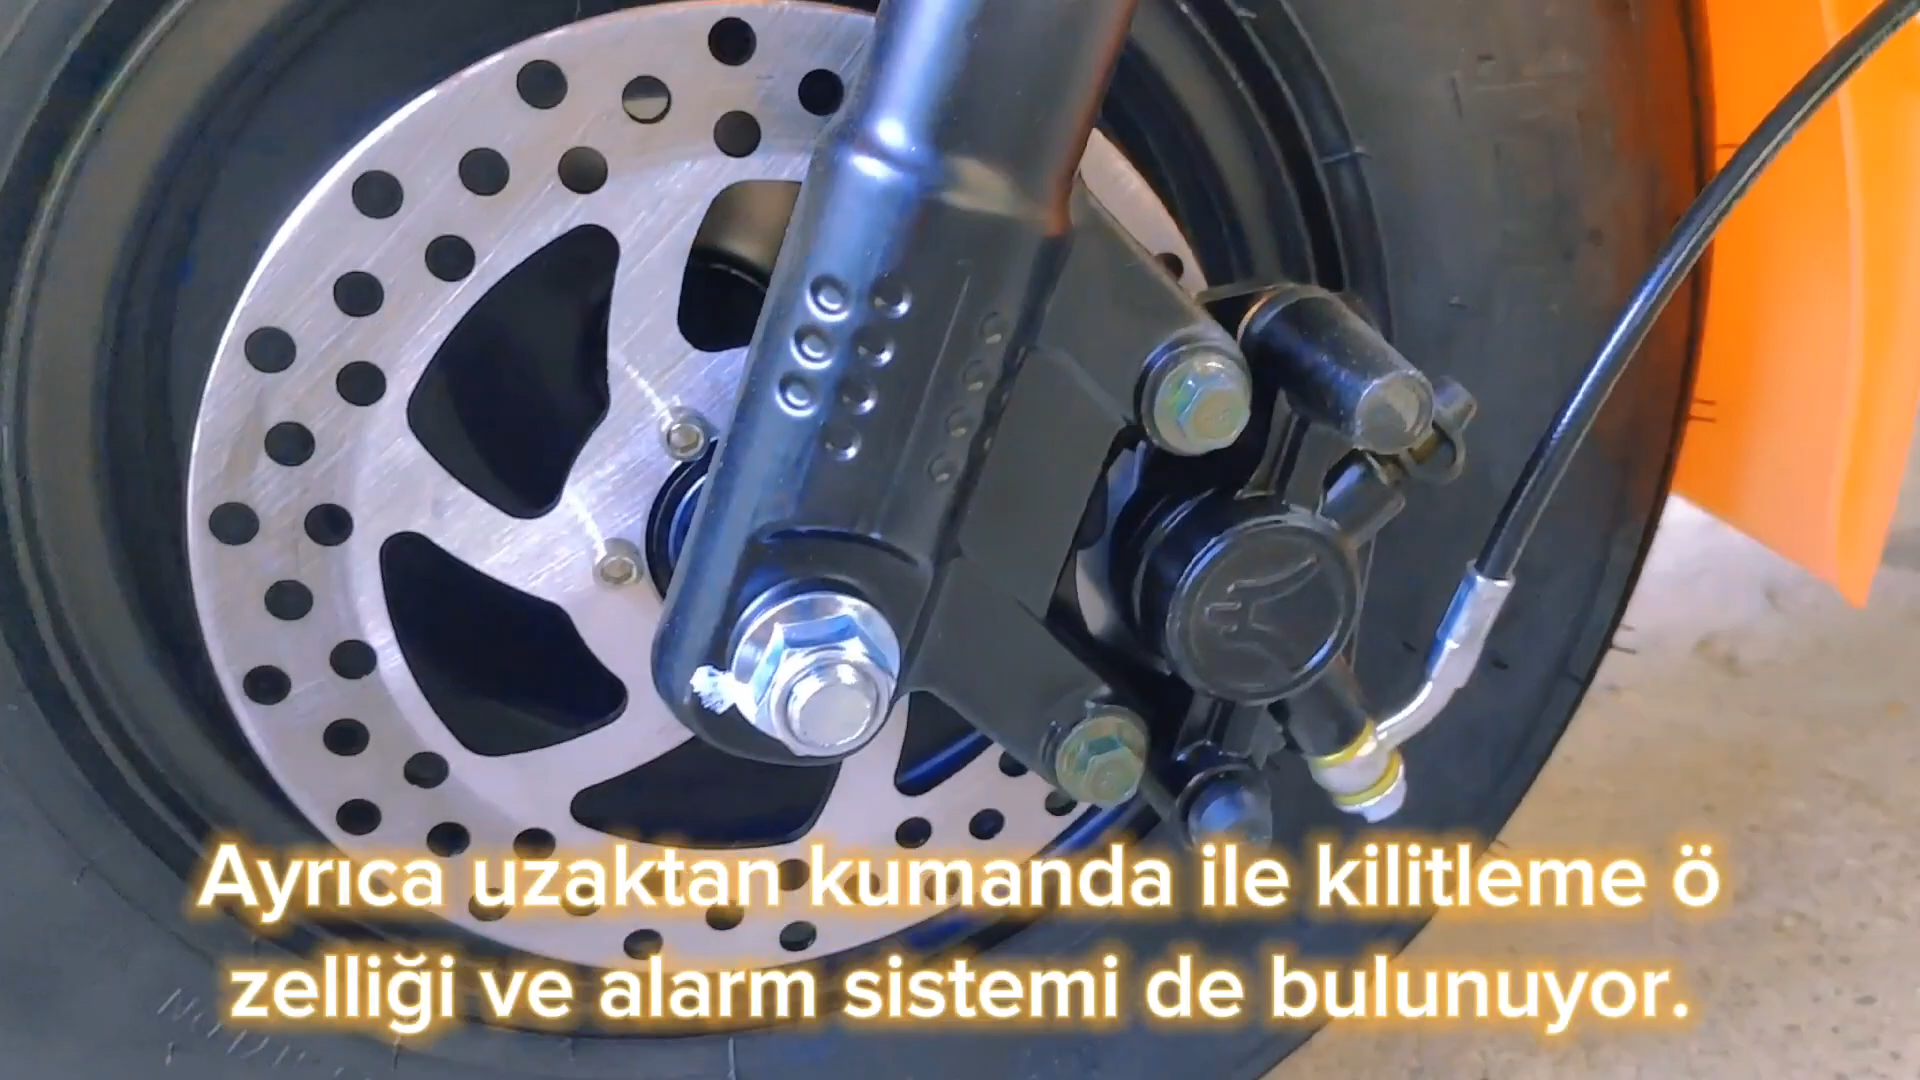 Ayrıca uzaktan kumanda ile kilitleme ö
zelliği ve alarm sistemi de bulunuyor.